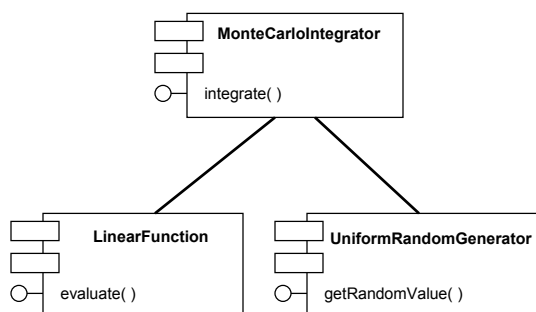 MonteCarloIntegrator
integrate( )
LinearFunction
evaluate( )
UniformRandomGenerator
getRandomValue( )